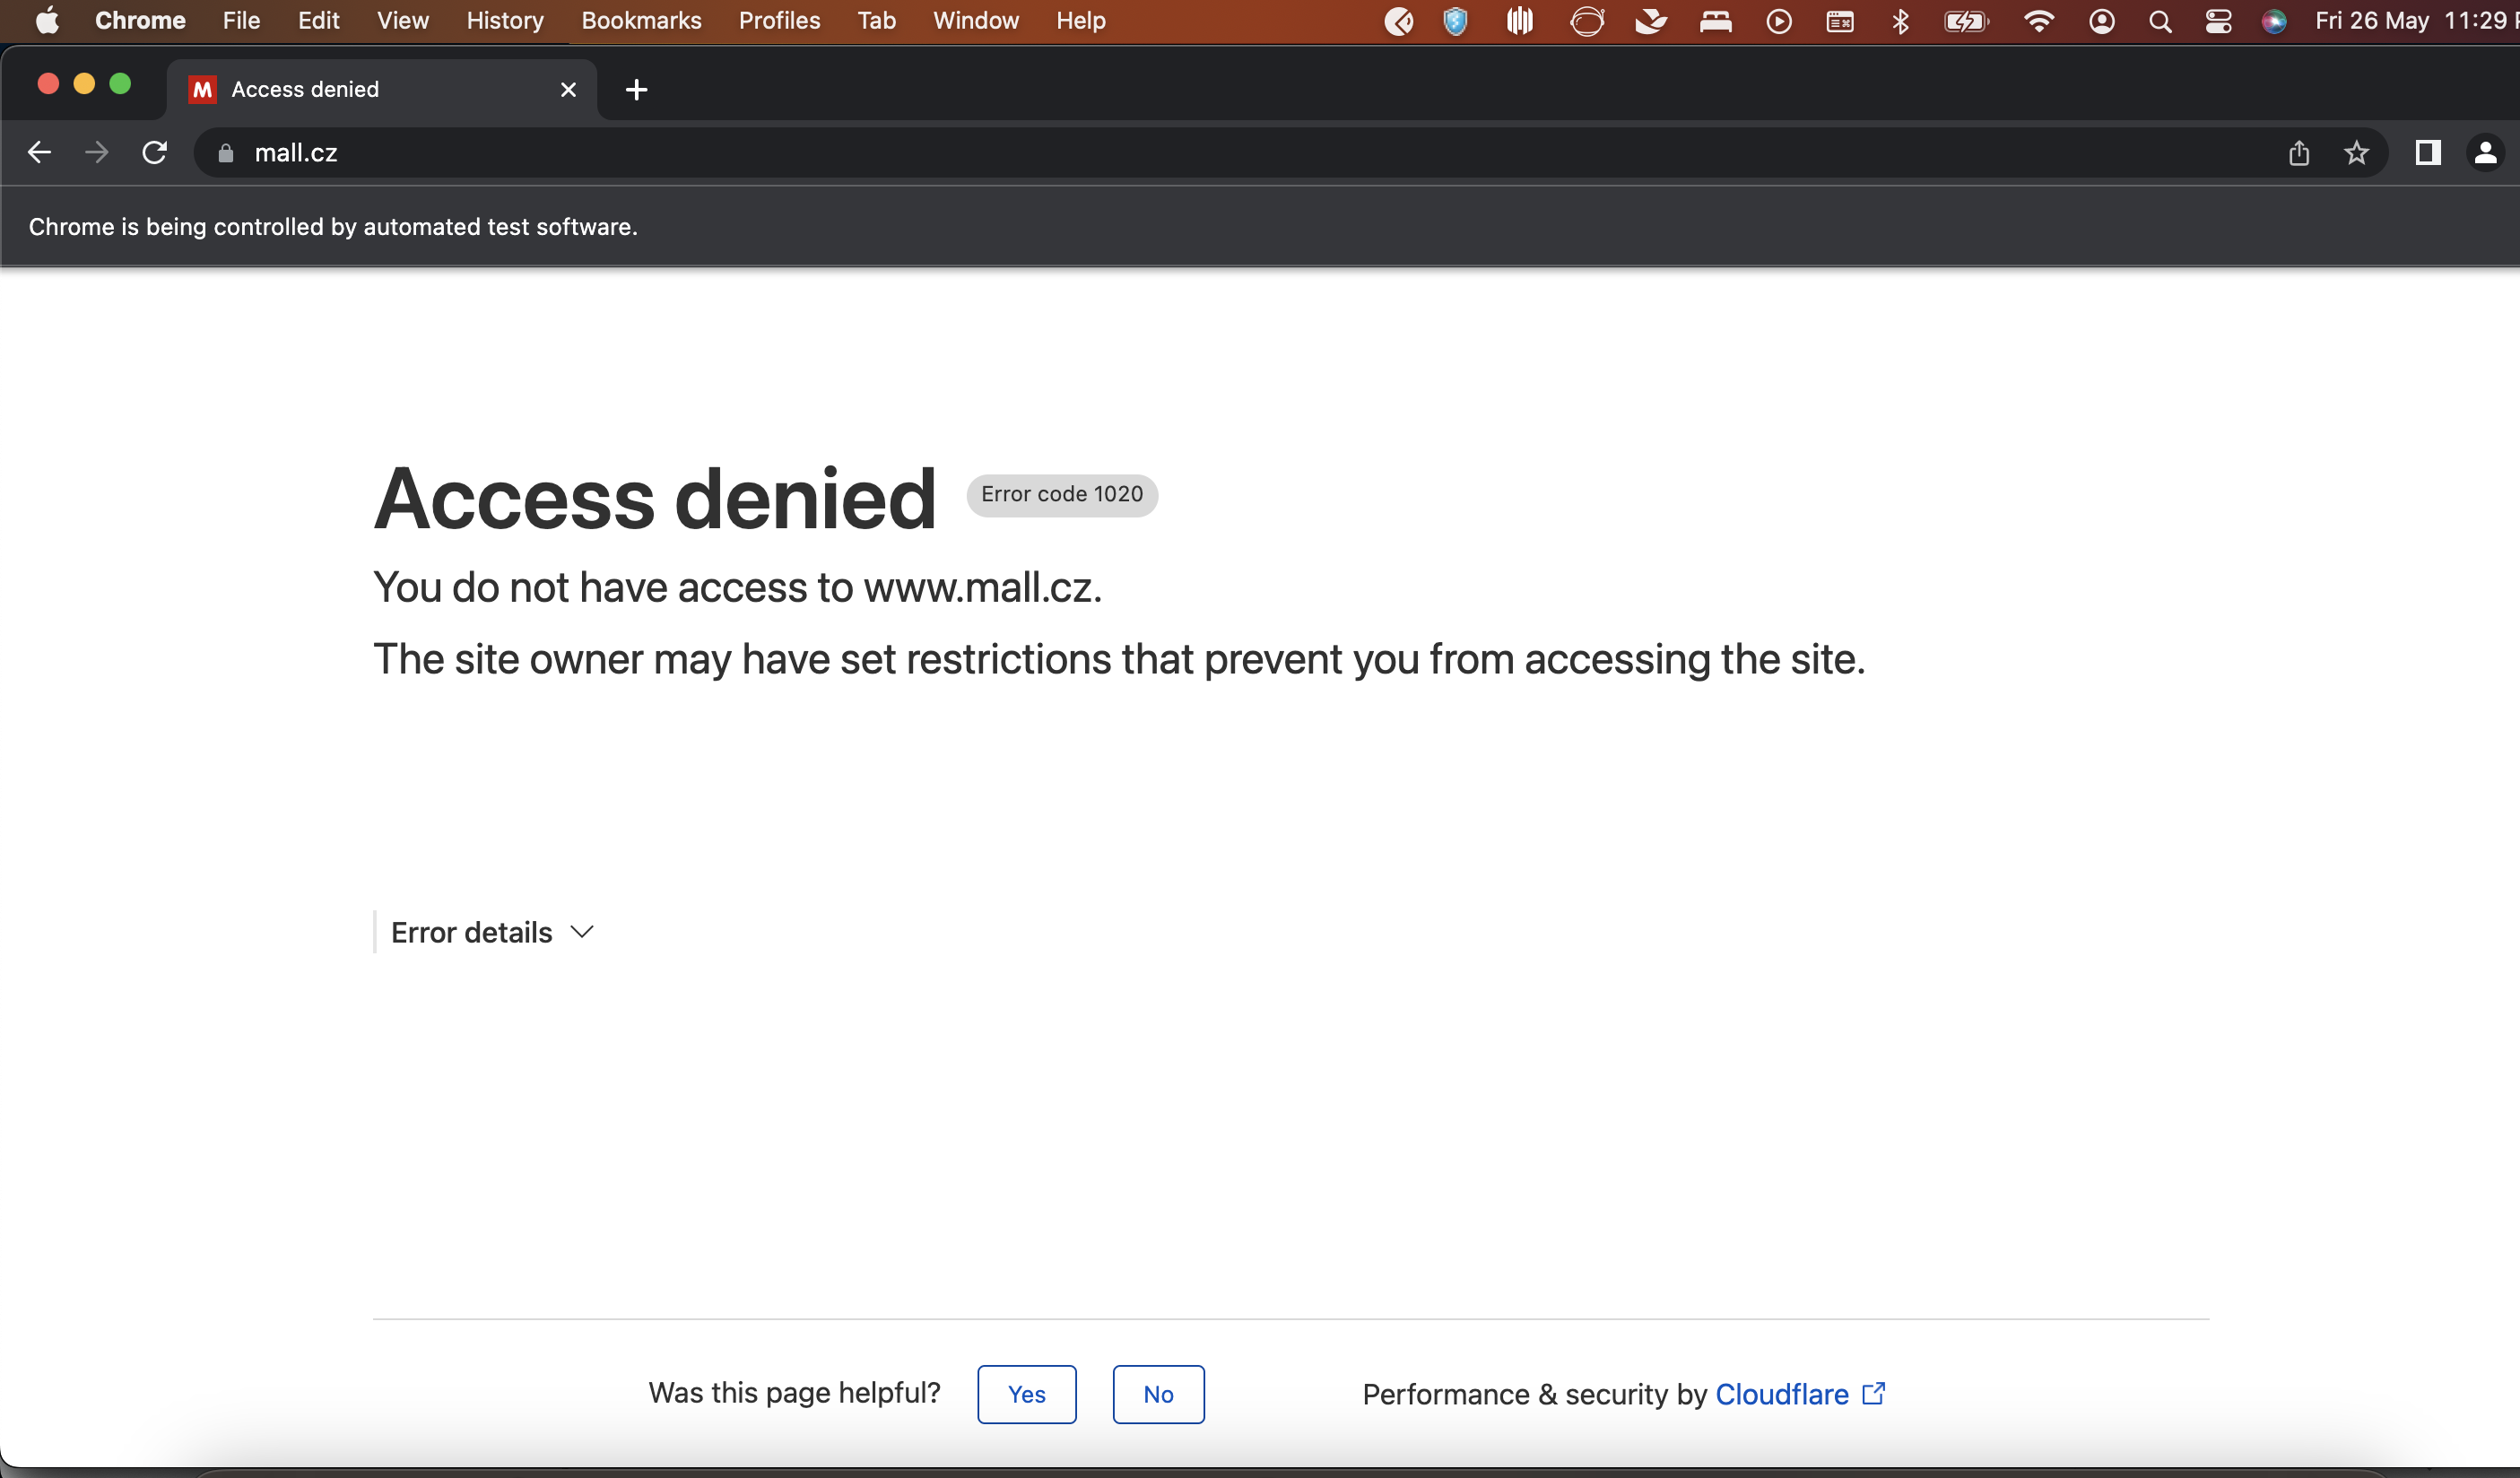 Chrome File Edit View History Bookmarks Profiles Tab Window Help Fri 26 May 11:29
M Access denied
mall.cz
Chrome is being controlled by automated test software.
Access denied Error code 1020
You do not have access to www.mall.cz.
The site owner may have set restrictions that prevent you from accessing the site.
Error details
Was this page helpful? Yes No Performance & security by Cloudflare